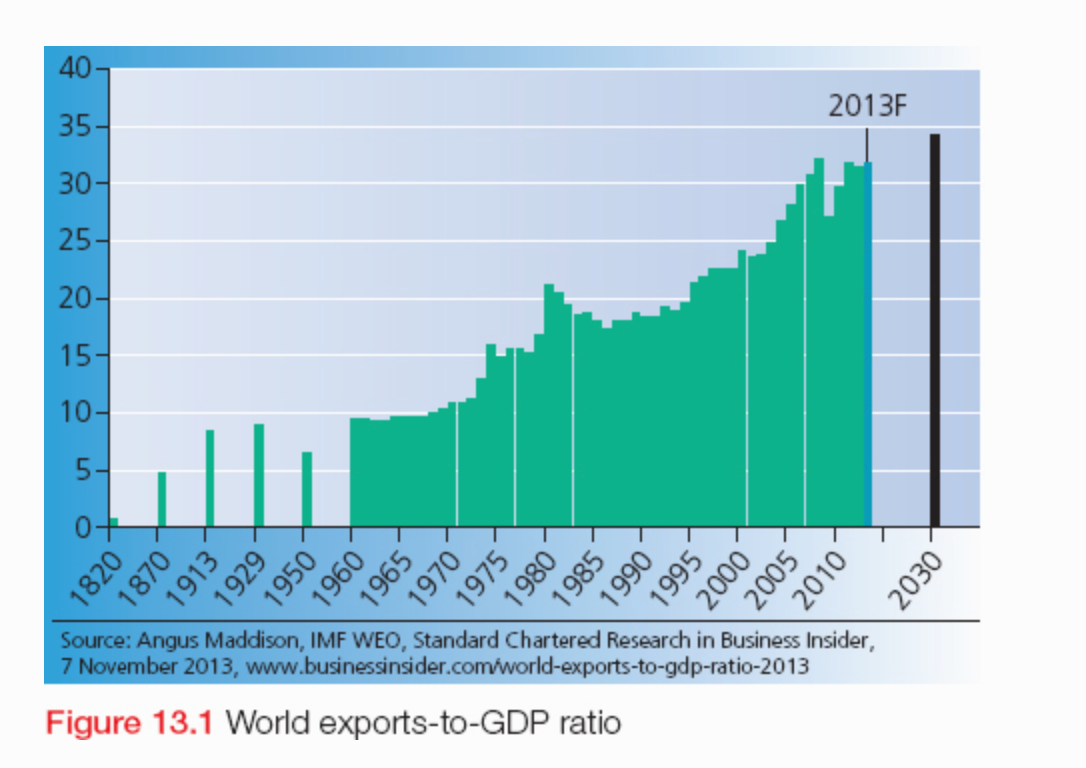 40
2013F
35
30
25
20
15
10
5
0
1820 1870 1913 1929 1950 1960 1965 1970 1975 1980 1985 1990 1995 2000 2005 2010 2030
Source: Angus Maddison, IMF WEO, Standard Chartered Research in Business Insider,
7 November 2013, www.businessinsider.com/world-exports-to-gdp-ratio-2013
Figure 13.1 World exports-to-GDP ratio